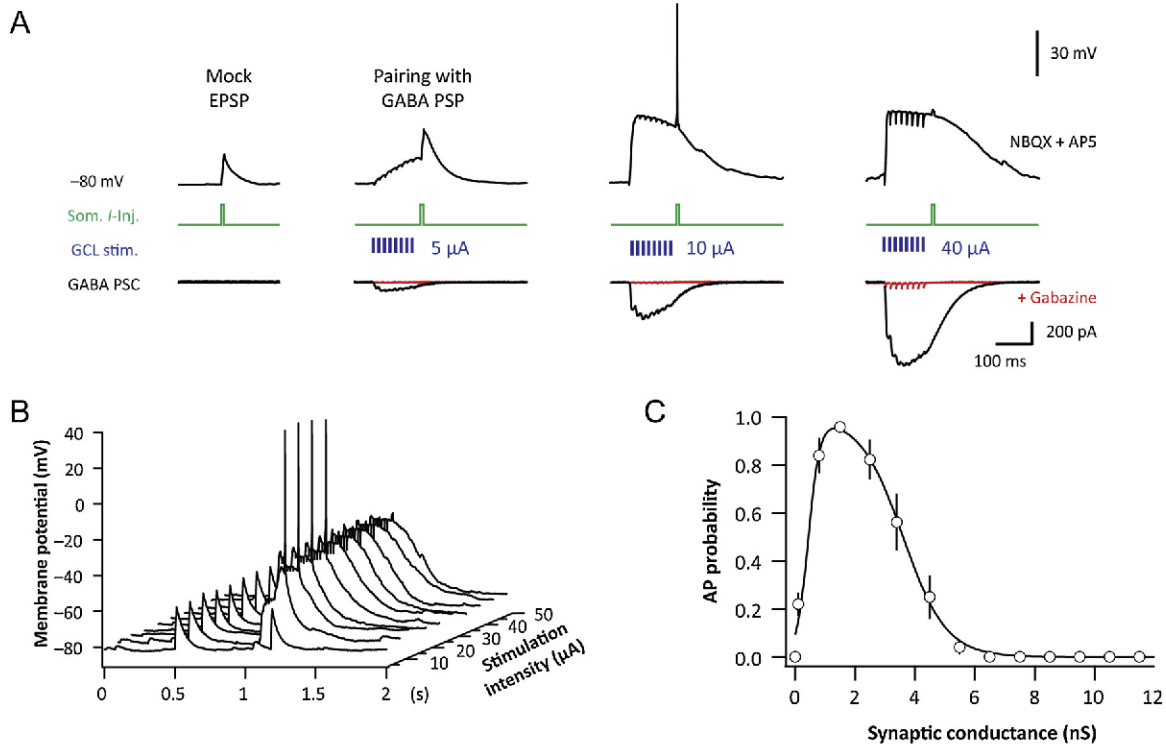 A
Mock
EPSP
Pairing with
GABA PSP
30 mV
NBQX + AP5
−80 mV
Som. I-Inj.
GCL stim.
5 µA
10 µA
40 µA
GABA PSC
+ Gabazine
200 pA
100 ms
B
Membrane potential (mV)
40
20
0
−20
−40
−60
−80
0
0.5
1
1.5
2
(s)
10
20
30
40
50
Stimulation
intensity (µA)
C
AP probability
1.0
0.8
0.6
0.4
0.2
0.0
0
2
4
6
8
10
12
Synaptic conductance (nS)